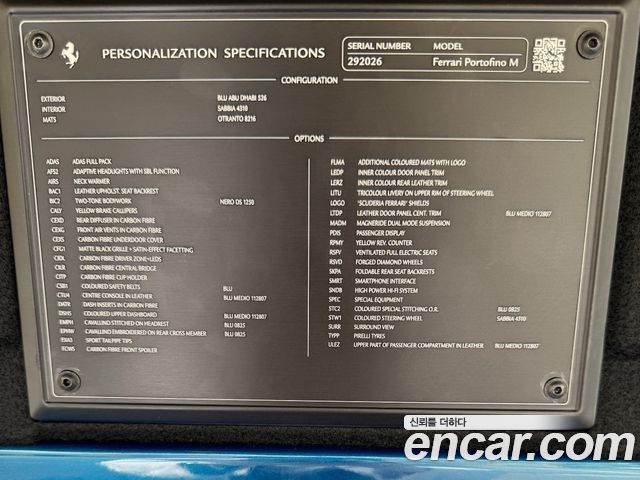 PERSONALIZATION SPECIFICATIONS
SERIAL NUMBER MODEL
292026 Ferrari Portofino M
CONFIGURATION
EXTERIOR BLU ABU DHABI 526
INTERIOR SABBIA 4310
MATS OTRANTO 8216
OPTIONS
ADAS ADAS FULL PACK
AFS2 ADAPTIVE HEADLIGHTS WITH SBL FUNCTION
AIRS NECK WARMER
BAC1 LEATHER UPHOLST. SEAT BACKREST
BIC2 TWO-TONE BODYWORK NERO DS 1250
CALY YELLOW BRAKE CALLIPERS
CEXD REAR DIFFUSER IN CARBON FIBRE
CEXG FRONT AIR VENTS IN CARBON FIBRE
CEXS CARBON FIBRE UNDERDOOR COVER
CFG1 MATTE BLACK GRILLE + SATIN-EFFECT FACETTING
CIDL CARBON FIBRE DRIVER ZONE+LEDS
CILR CARBON FIBRE CENTRAL BRIDGE
CITP CARBON FIBRE CUP HOLDER
CSB1 COLOURED SAFETY BELTS BLU
CTU4 CENTRE CONSOLE IN LEATHER BLU MEDIO 112807
DATR DASH INSERTS IN CARBON FIBRE
DSHS COLOURED UPPER DASHBOARD BLU MEDIO 112807
EMPH CAVALLINO STITCHED ON HEADREST BLU 0825
EPHW CAVALLINO EMBROIDERED ON REAR CROSS MEMBER BLU 0825
EXA3 SPORT TAILPIPE TIPS
FCWS CARBON FIBRE FRONT SPOILER
FLMA ADDITIONAL COLOURED MATS WITH LOGO
LEDP INNER COLOUR DOOR PANEL TRIM
LERZ INNER COLOUR REAR LEATHER TRIM
LITU TRICOLOUR LIVERY ON UPPER RIM OF STEERING WHEEL
LOGO "SCUDERIA FERRARI" SHIELDS
LTDP LEATHER DOOR PANEL CENT. TRIM BLU MEDIO 112807
MADM MAGNERIDE DUAL MODE SUSPENSION
PDIS PASSENGER DISPLAY
RPMY YELLOW REV. COUNTER
RSFV VENTILATED FULL ELECTRIC SEATS
RSVD FORGED DIAMOND WHEELS
SKPA FOLDABLE REAR SEAT BACKRESTS
SMRT SMARTPHONE INTERFACE
SNDB HIGH POWER HI-FI SYSTEM
SPEC SPECIAL EQUIPMENT
STC2 COLOURED SPECIAL STITCHING O.R. BLU 0825
STW1 COLOURED STEERING WHEEL SABBIA 4310
SURR SURROUND VIEW
TYPP PIRELLI TYRES
ULEZ UPPER PART OF PASSENGER COMPARTMENT IN LEATHER BLU MEDIO 112807
신뢰를 더하다
encar.com